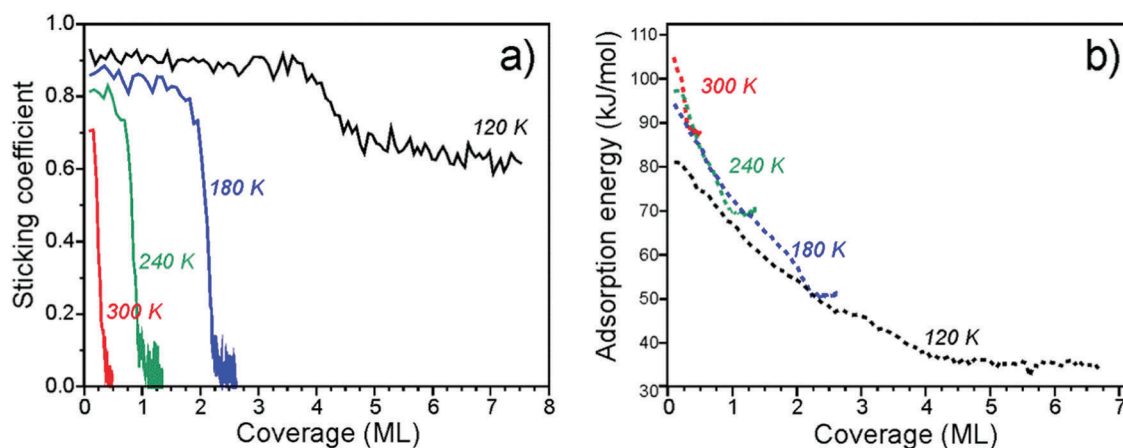 a)
Sticking coefficient
1.0
0.8
0.6
0.4
0.2
0.0
120 K
180 K
240 K
300 K
0 1 2 3 4 5 6 7 8
Coverage (ML)
b)
Adsorption energy (kJ/mol)
110
100
90
80
70
60
50
40
30
300 K
240 K
180 K
120 K
0 1 2 3 4 5 6 7
Coverage (ML)